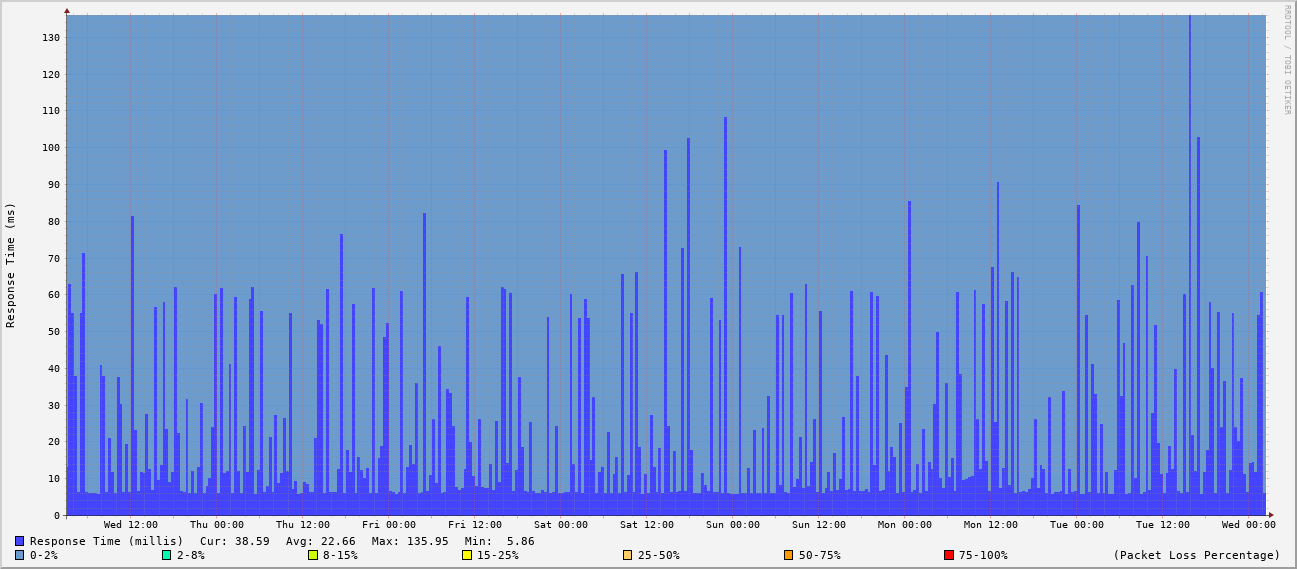 RRDTOOL / TOBI OETIKER
Response Time (ms)
130
120
110
100
90
80
70
60
50
40
30
20
10
0
Wed 12:00 Thu 00:00 Thu 12:00 Fri 00:00 Fri 12:00 Sat 00:00 Sat 12:00 Sun 00:00 Sun 12:00 Mon 00:00 Mon 12:00 Tue 00:00 Tue 12:00 Wed 00:00
Response Time (millis) Cur: 38.59 Avg: 22.66 Max: 135.95 Min: 5.86
0-2% 2-8% 8-15% 15-25% 25-50% 50-75% 75-100% (Packet Loss Percentage)